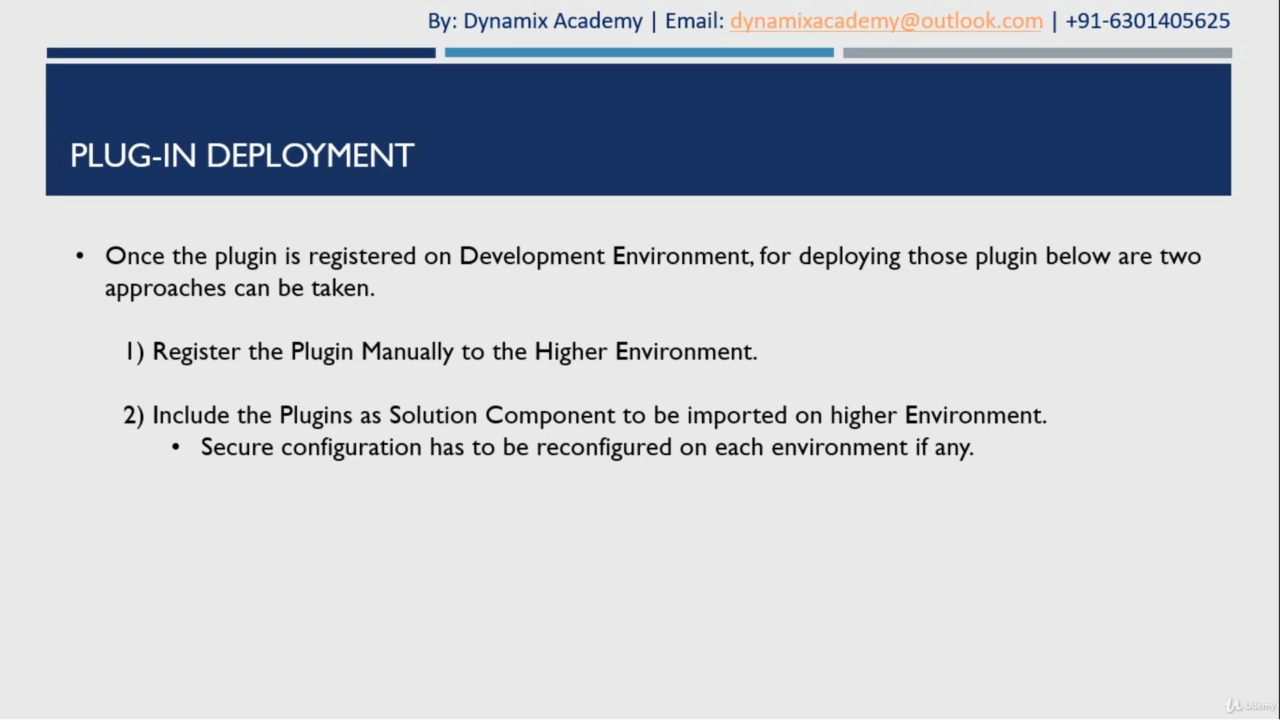 By: Dynamix Academy | Email: dynamixacademy@outlook.com | +91-6301405625
PLUG-IN DEPLOYMENT
• Once the plugin is registered on Development Environment, for deploying those plugin below are two
approaches can be taken.
1) Register the Plugin Manually to the Higher Environment.
2) Include the Plugins as Solution Component to be imported on higher Environment.
• Secure configuration has to be reconfigured on each environment if any.
Udemy